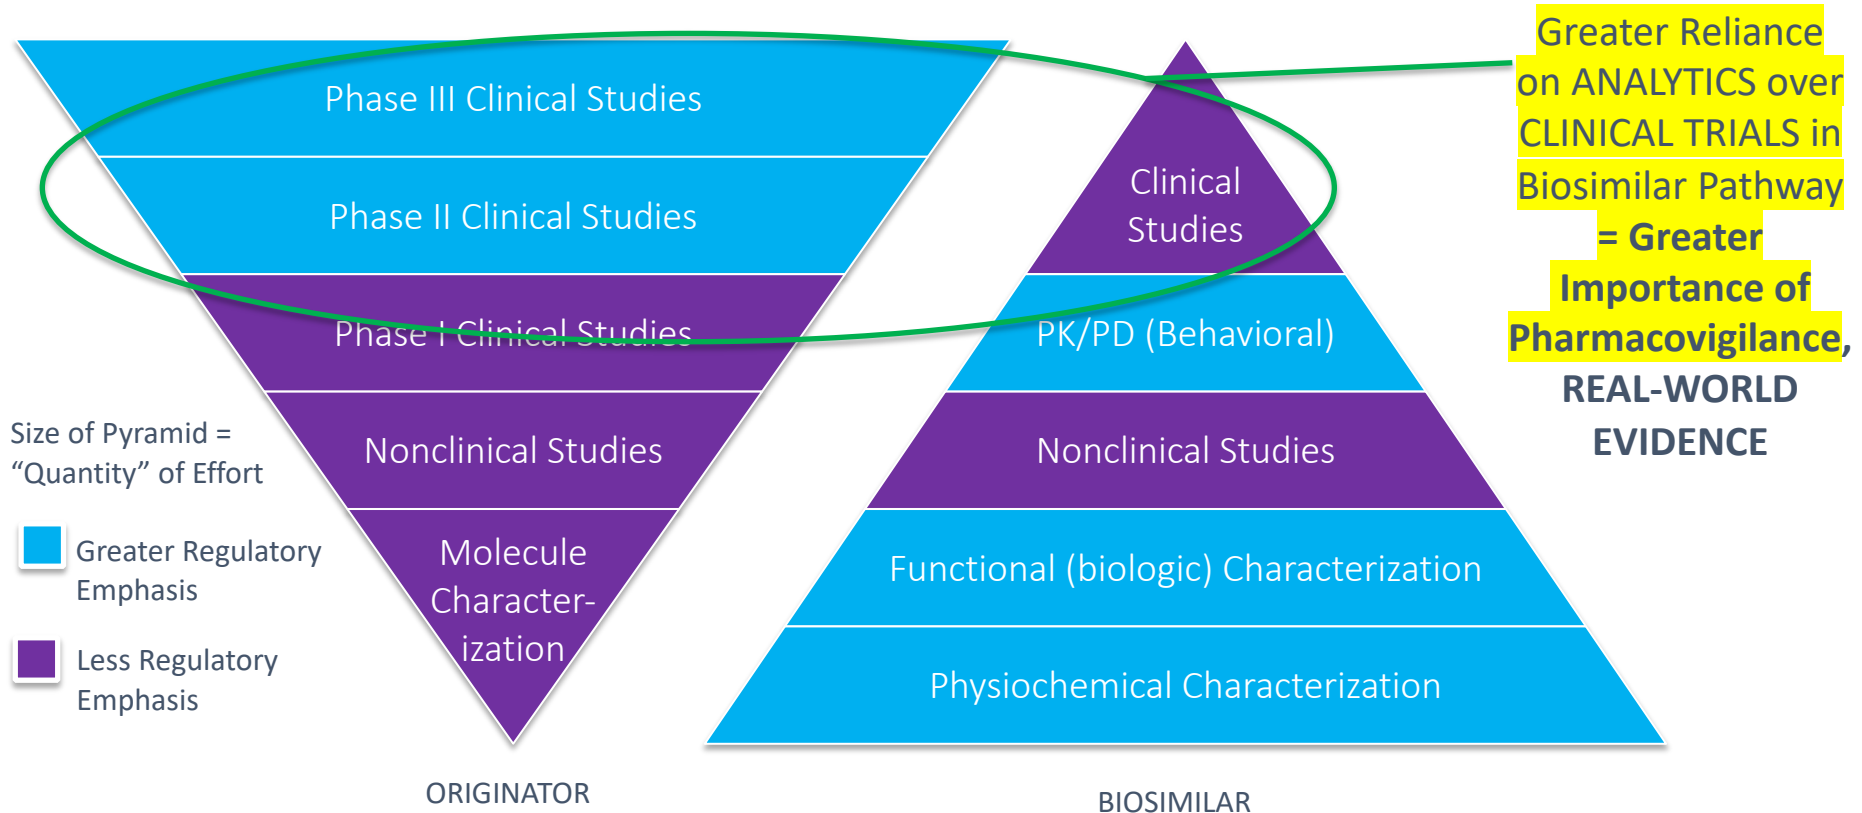 Phase III Clinical Studies
Phase II Clinical Studies
Phase I Clinical Studies
Nonclinical Studies
Molecule
Character-
ization
ORIGINATOR
Clinical
Studies
PK/PD (Behavioral)
Nonclinical Studies
Functional (biologic) Characterization
Physiochemical Characterization
BIOSIMILAR
Greater Reliance
on ANALYTICS over
CLINICAL TRIALS in
Biosimilar Pathway
= Greater
Importance of
Pharmacovigilance,
REAL-WORLD
EVIDENCE
Size of Pyramid =
“Quantity” of Effort
Greater Regulatory
Emphasis
Less Regulatory
Emphasis